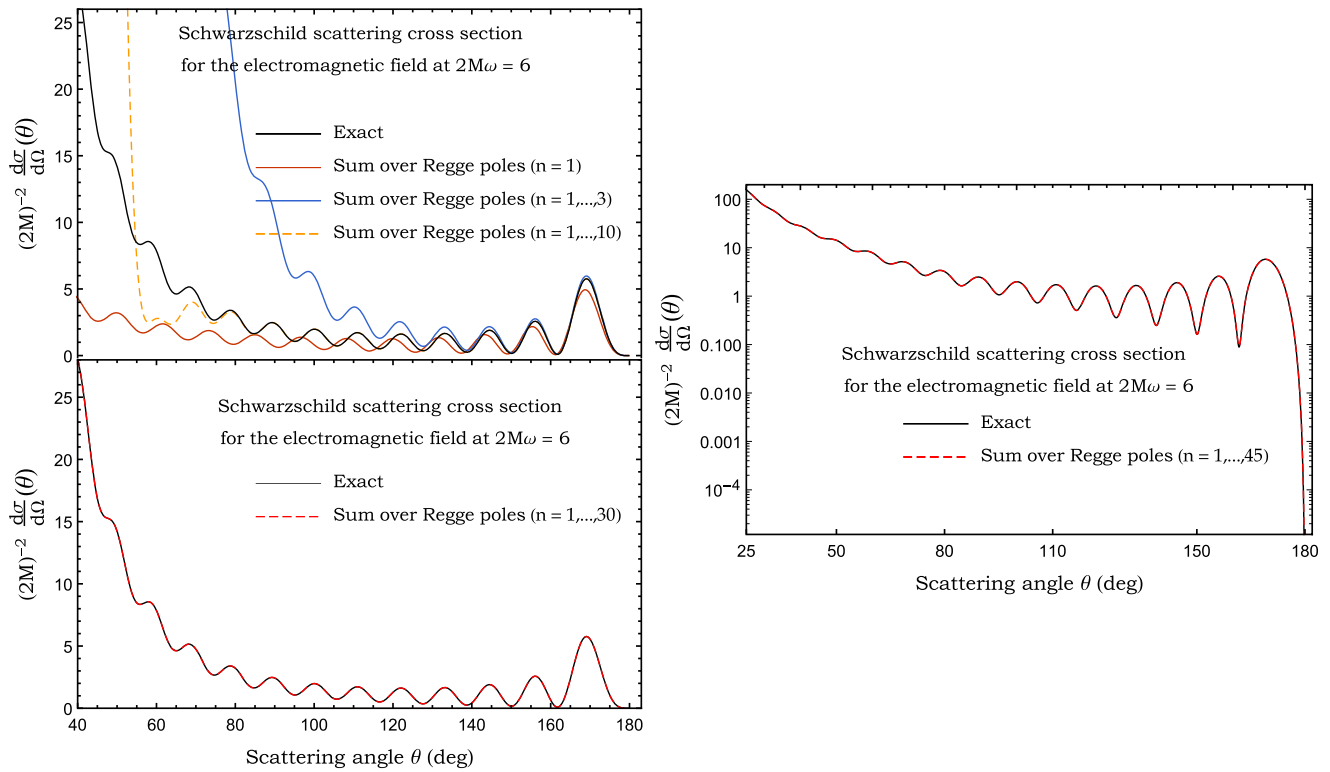 Schwarzschild scattering cross section
for the electromagnetic field at 2Mω = 6
Exact
Sum over Regge poles (n = 1)
Sum over Regge poles (n = 1,...,3)
Sum over Regge poles (n = 1,...,10)
(2M)⁻² dσ/dΩ (θ)
25
20
15
10
5
0
Schwarzschild scattering cross section
for the electromagnetic field at 2Mω = 6
Exact
Sum over Regge poles (n = 1,...,30)
(2M)⁻² dσ/dΩ (θ)
25
20
15
10
5
0
40 60 80 100 120 140 160 180
Scattering angle θ (deg)
(2M)⁻² dσ/dΩ (θ)
100
10
1
0.100
0.010
0.001
10⁻⁴
Schwarzschild scattering cross section
for the electromagnetic field at 2Mω = 6
Exact
Sum over Regge poles (n = 1,...,45)
25 50 80 110 150 180
Scattering angle θ (deg)